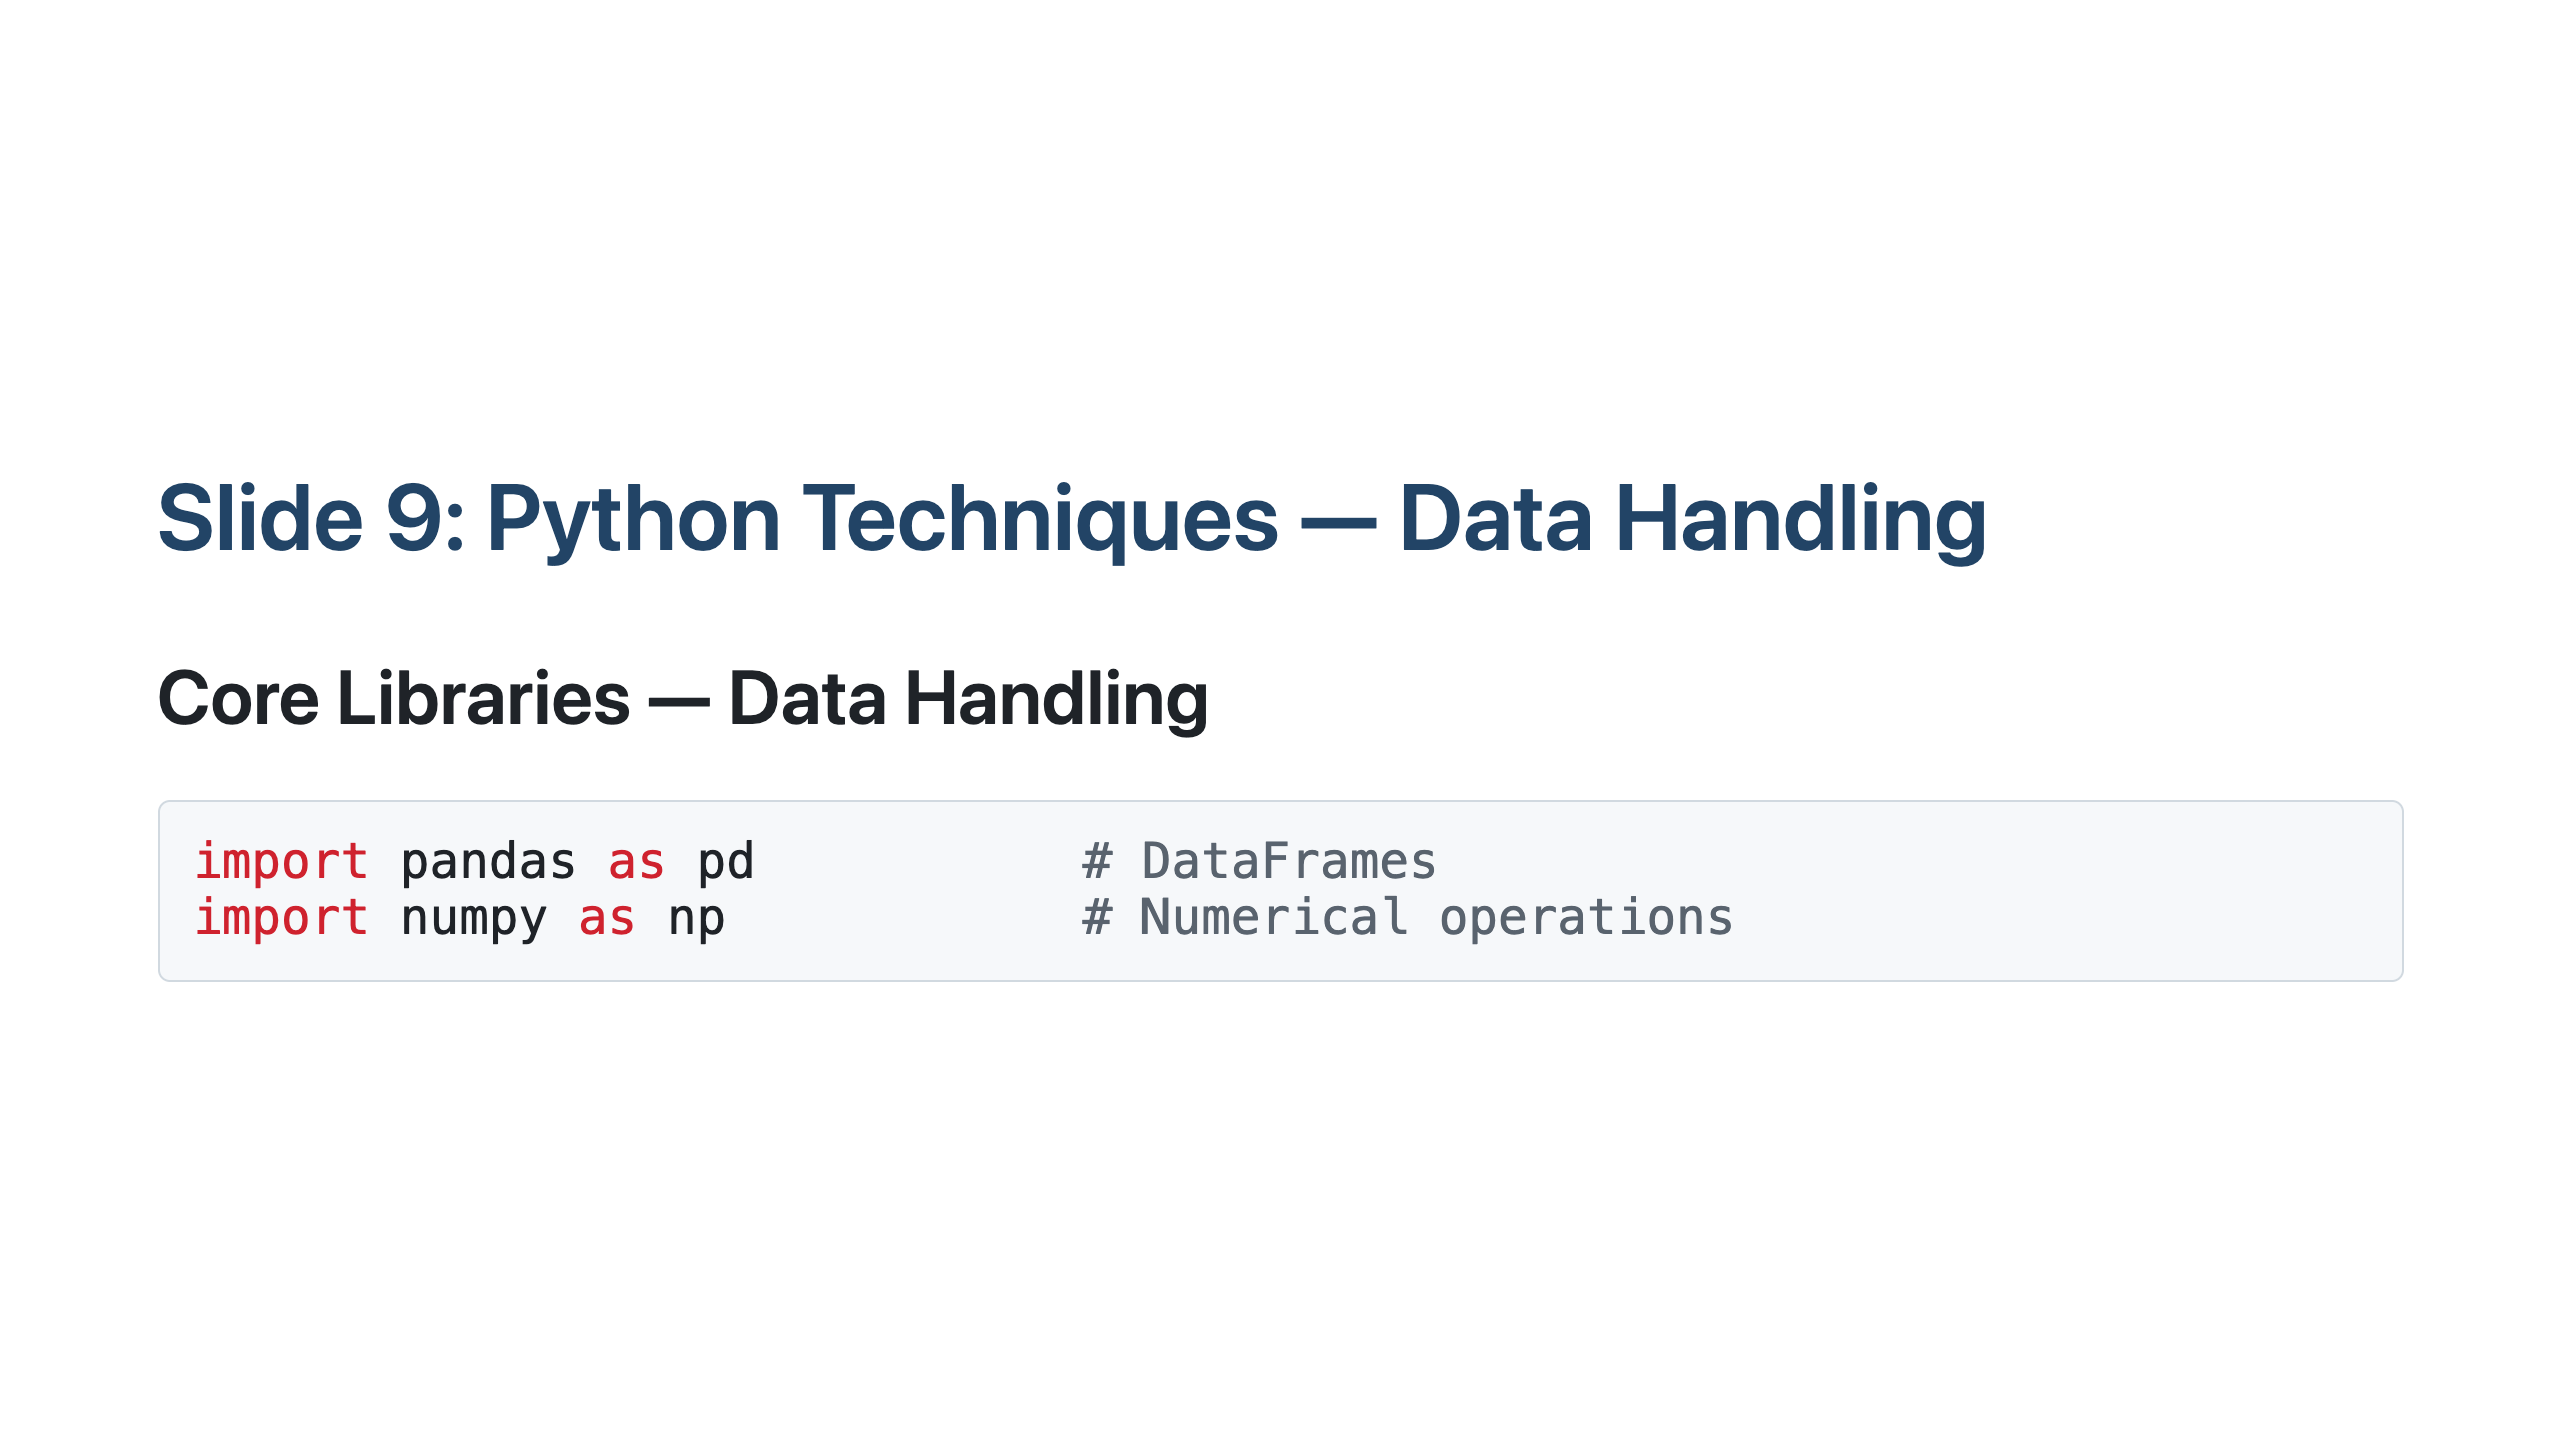 Slide 9: Python Techniques — Data Handling
Core Libraries — Data Handling
import pandas as pd           # DataFrames
import numpy as np            # Numerical operations